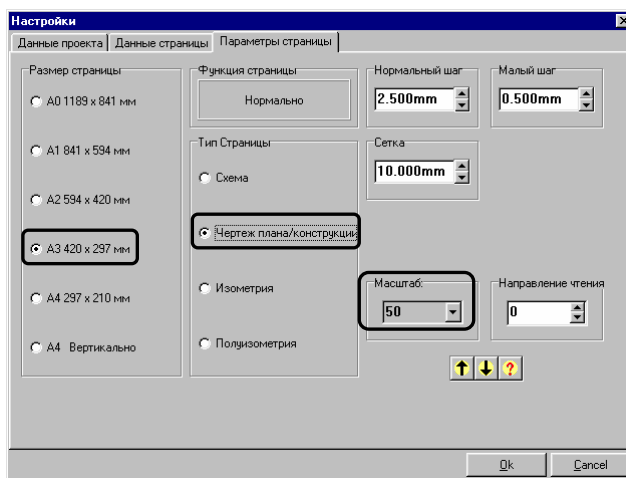 Настройки
Данные проекта Данные страницы Параметры страницы
Размер страницы
A0 1189 x 841 мм
A1 841 x 594 мм
A2 594 x 420 мм
A3 420 x 297 мм
A4 297 x 210 мм
A4 Вертикально
Функция страницы
Нормально
Тип Страницы
Схема
Чертеж плана/конструкции
Изометрия
Полуизометрия
Нормальный шаг
2.500mm
Малый шаг
0.500mm
Сетка
10.000mm
Масштаб:
50
Направление чтения
0
?
Ok Cancel